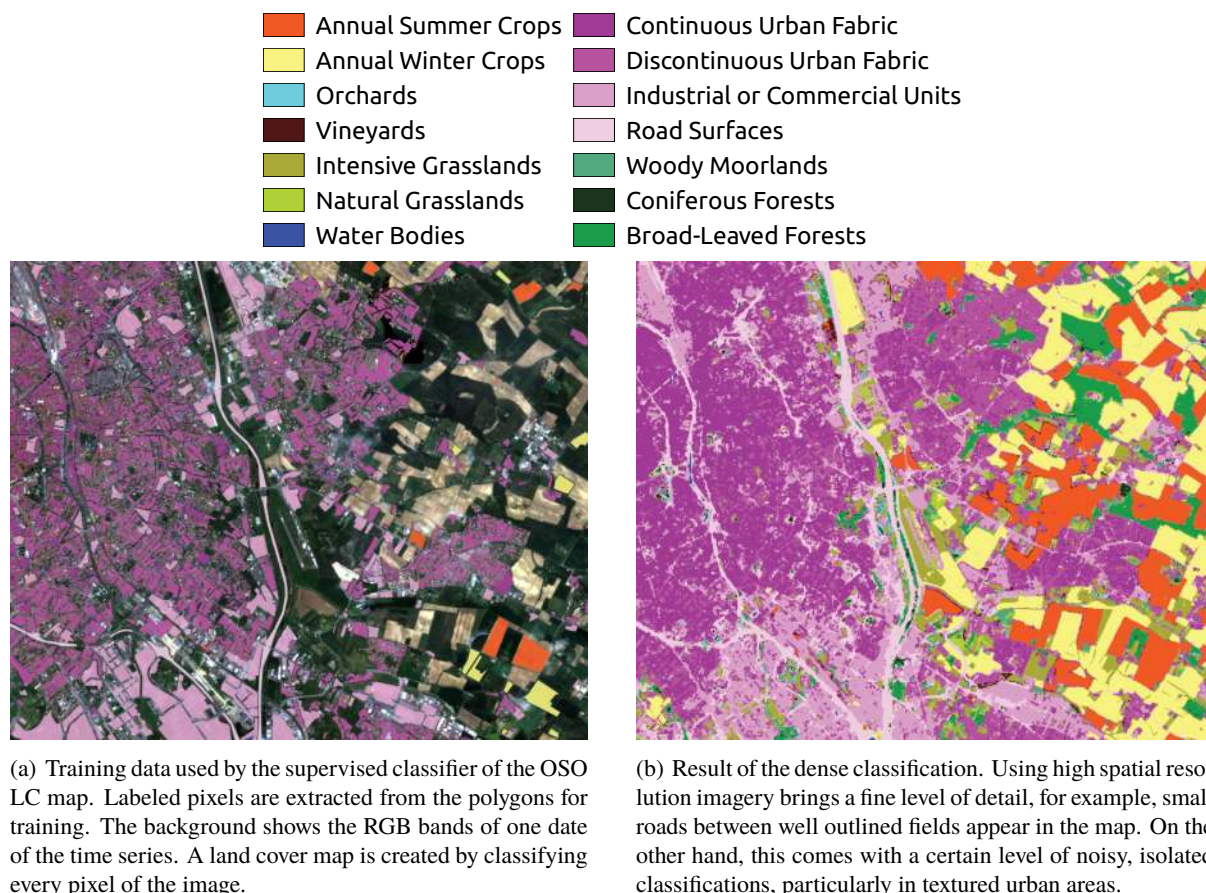 Annual Summer Crops
Continuous Urban Fabric
Annual Winter Crops
Discontinuous Urban Fabric
Orchards
Industrial or Commercial Units
Vineyards
Road Surfaces
Intensive Grasslands
Woody Moorlands
Natural Grasslands
Coniferous Forests
Water Bodies
Broad-Leaved Forests
(a) Training data used by the supervised classifier of the OSO
LC map. Labeled pixels are extracted from the polygons for
training. The background shows the RGB bands of one date
of the time series. A land cover map is created by classifying
every pixel of the image.
(b) Result of the dense classification. Using high spatial reso-
lution imagery brings a fine level of detail, for example, small
roads between well outlined fields appear in the map. On the
other hand, this comes with a certain level of noisy, isolated
classifications, particularly in textured urban areas.